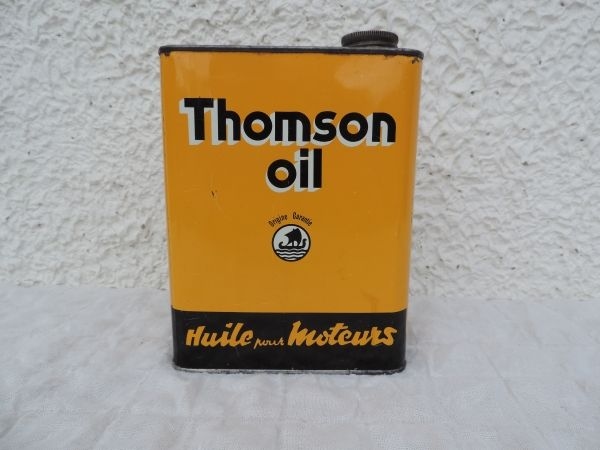 Thomson
oil
Origine Garantie
Huile pour Moteurs